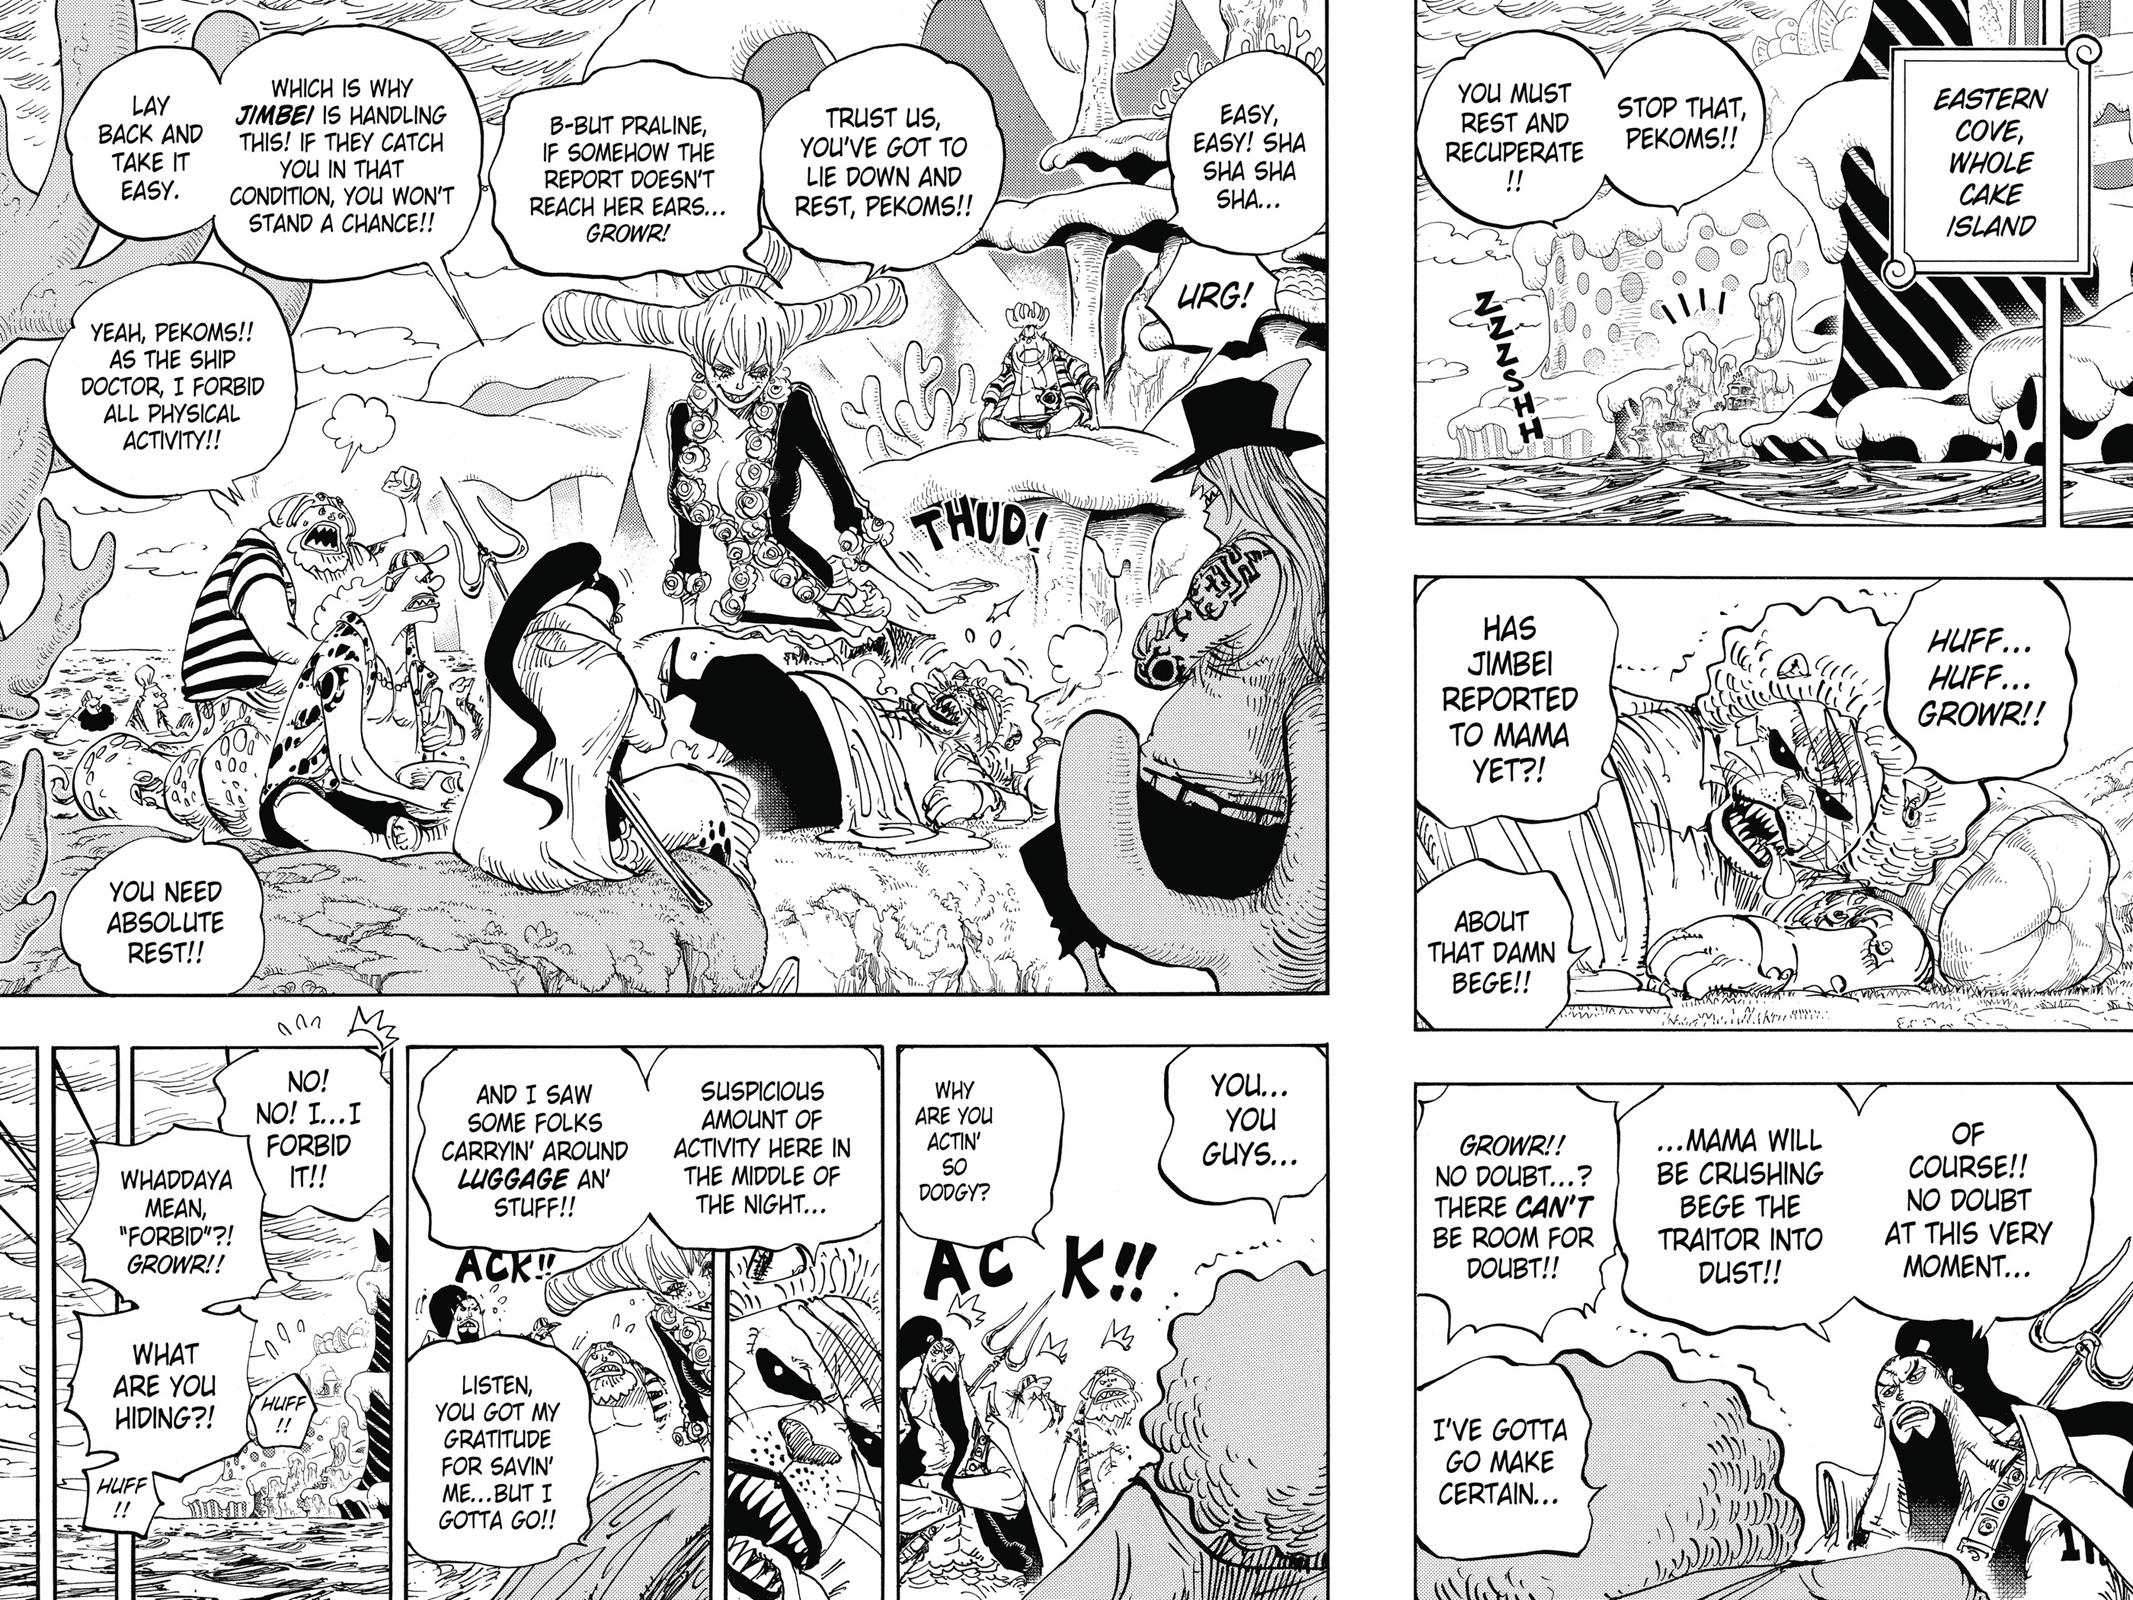 EASTERN
COVE,
WHOLE
CAKE
ISLAND
STOP THAT,
PEKOMS!!
YOU MUST
REST AND
RECUPERATE
!!
ZZZSHH
HUFF...
HUFF...
GROWR!!
HAS
JIMBEI
REPORTED
TO MAMA
YET?!
ABOUT
THAT DAMN
BEGE!!
OF
COURSE!!
NO DOUBT
AT THIS VERY
MOMENT...
...MAMA WILL
BE CRUSHING
BEGE THE
TRAITOR INTO
DUST!!
GROWR!!
NO DOUBT...?
THERE CAN'T
BE ROOM FOR
DOUBT!!
I'VE GOTTA
GO MAKE
CERTAIN...
EASY,
EASY! SHA
SHA SHA
SHA...
URG!
TRUST US,
YOU'VE GOT TO
LIE DOWN AND
REST, PEKOMS!!
THUD!
B-BUT PRALINE,
IF SOMEHOW THE
REPORT DOESN'T
REACH HER EARS...
GROWR!
WHICH IS WHY
JIMBEI IS HANDLING
THIS! IF THEY CATCH
YOU IN THAT
CONDITION, YOU WON'T
STAND A CHANCE!!
LAY
BACK AND
TAKE IT
EASY.
YEAH, PEKOMS!!
AS THE SHIP
DOCTOR, I FORBID
ALL PHYSICAL
ACTIVITY!!
YOU NEED
ABSOLUTE
REST!!
YOU...
YOU
GUYS...
WHY
ARE YOU
ACTIN'
SO
DODGY?
ACK!!
SUSPICIOUS
AMOUNT OF
ACTIVITY HERE IN
THE MIDDLE OF
THE NIGHT...
AND I SAW
SOME FOLKS
CARRYIN' AROUND
LUGGAGE AN'
STUFF!!
ACK!!
LISTEN,
YOU GOT MY
GRATITUDE
FOR SAVIN'
ME...BUT I
GOTTA GO!!
NO!
NO! I...I
FORBID
IT!!
WHADDAYA
MEAN,
"FORBID"?!
GROWR!!
WHAT
ARE YOU
HIDING?!
HUFF
!!
HUFF
!!